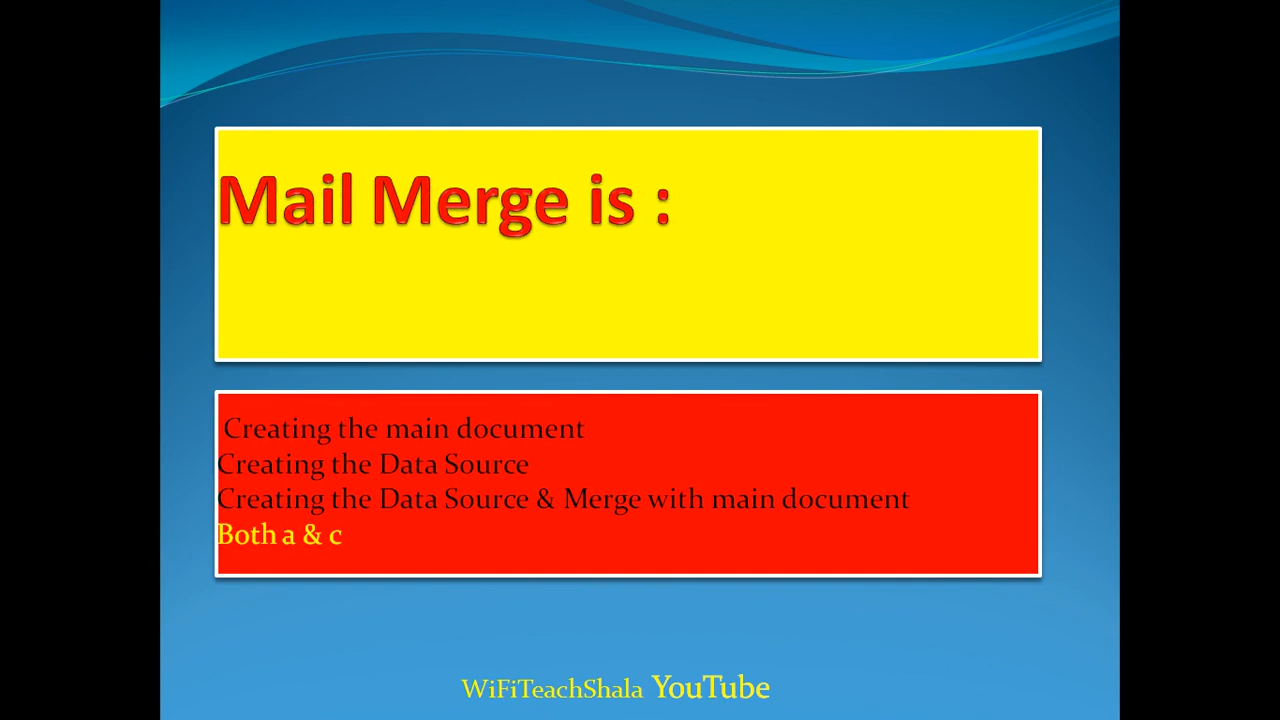 Mail Merge is :
Creating the main document
Creating the Data Source
Creating the Data Source & Merge with main document
Both a & c
WiFiTeachShala YouTube